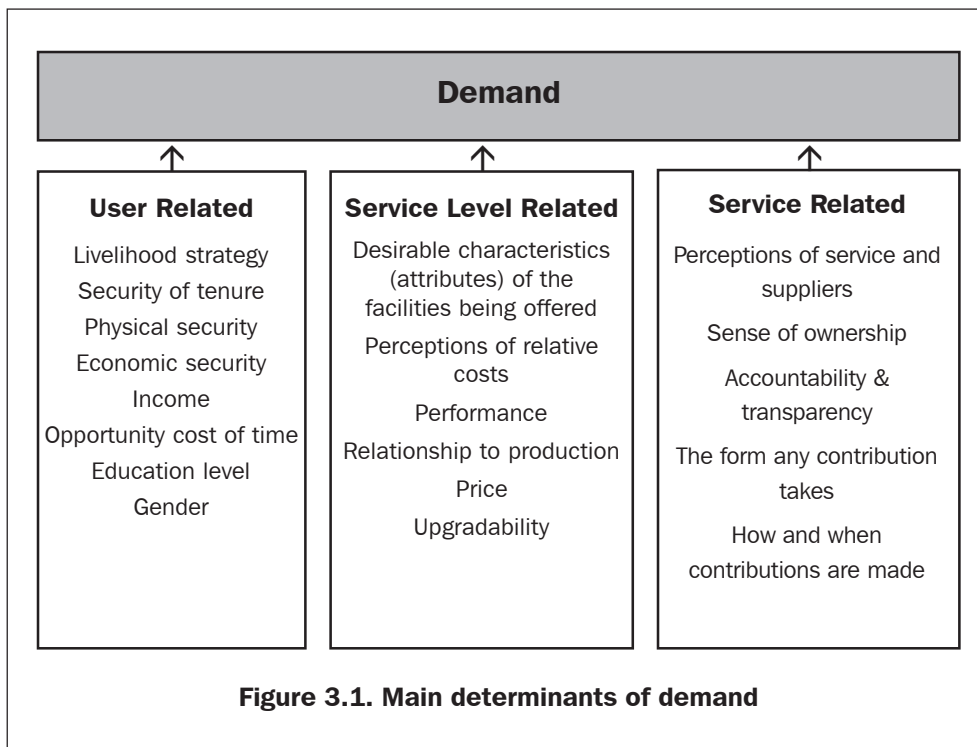 Demand
User Related
Livelihood strategy
Security of tenure
Physical security
Economic security
Income
Opportunity cost of time
Education level
Gender
Service Level Related
Desirable characteristics
(attributes) of the
facilities being offered
Perceptions of relative
costs
Performance
Relationship to production
Price
Upgradability
Service Related
Perceptions of service and
suppliers
Sense of ownership
Accountability &
transparency
The form any contribution
takes
How and when
contributions are made
Figure 3.1. Main determinants of demand